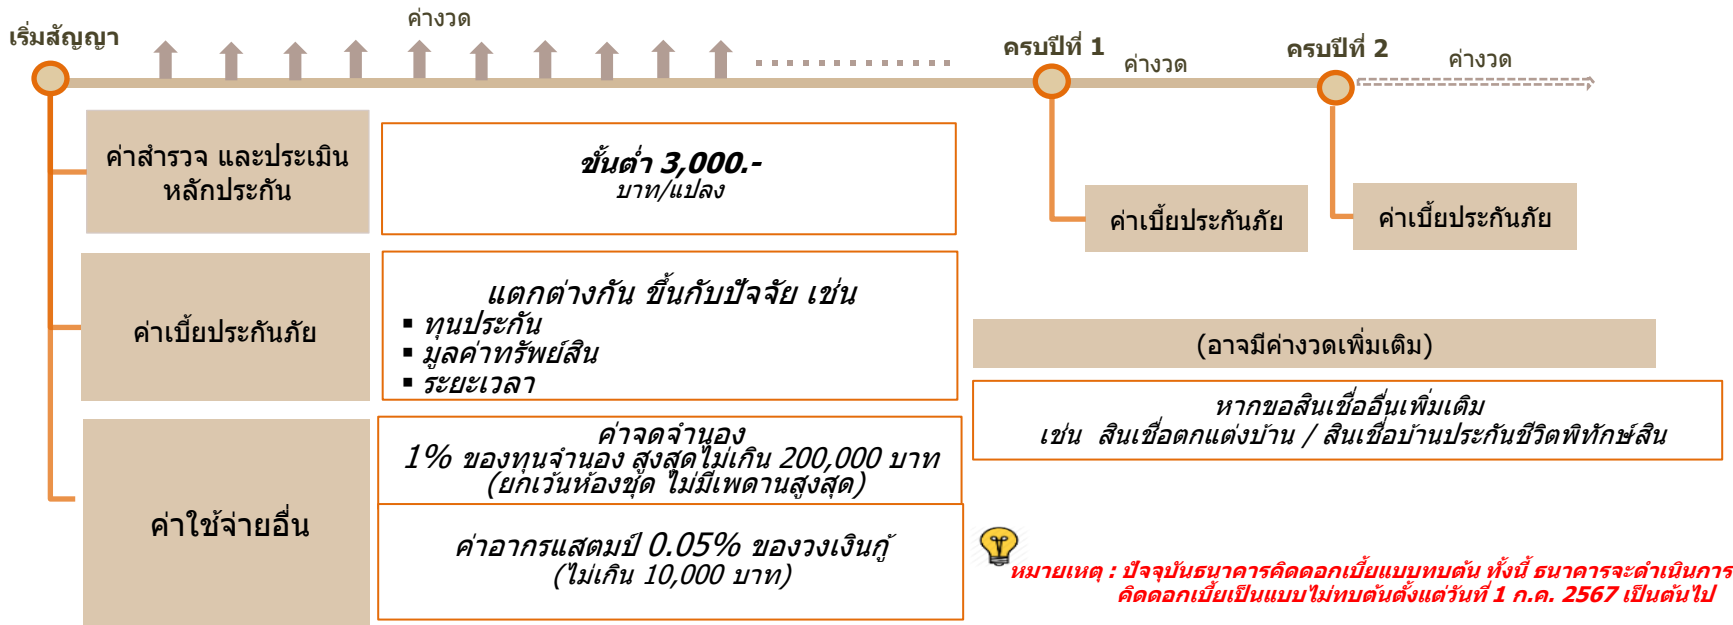 ค่างวด
เริ่มสัญญา
ครบปีที่ 1
ค่างวด
ครบปีที่ 2
ค่างวด
ค่าสำรวจ และประเมิน
หลักประกัน
ขั้นต่ำ 3,000.-
บาท/แปลง
ค่าเบี้ยประกันภัย
ค่าเบี้ยประกันภัย
ค่าเบี้ยประกันภัย
แตกต่างกัน ขึ้นกับปัจจัย เช่น
▪ ทุนประกัน
▪ มูลค่าทรัพย์สิน
▪ ระยะเวลา
(อาจมีค่างวดเพิ่มเติม)
หากขอสินเชื่ออื่นเพิ่มเติม
เช่น สินเชื่อตกแต่งบ้าน / สินเชื่อบ้านประกันชีวิตพิทักษ์สิน
ค่าใช้จ่ายอื่น
ค่าจดจำนอง
1% ของทุนจำนอง สูงสุดไม่เกิน 200,000 บาท
(ยกเว้นห้องชุด ไม่มีเพดานสูงสุด)
ค่าอากรแสตมป์ 0.05% ของวงเงินกู้
(ไม่เกิน 10,000 บาท)
หมายเหตุ : ปัจจุบันธนาคารคิดดอกเบี้ยแบบทบต้น ทั้งนี้ ธนาคารจะดำเนินการ
คิดดอกเบี้ยเป็นแบบไม่ทบต้นตั้งแต่วันที่ 1 ก.ค. 2567 เป็นต้นไป